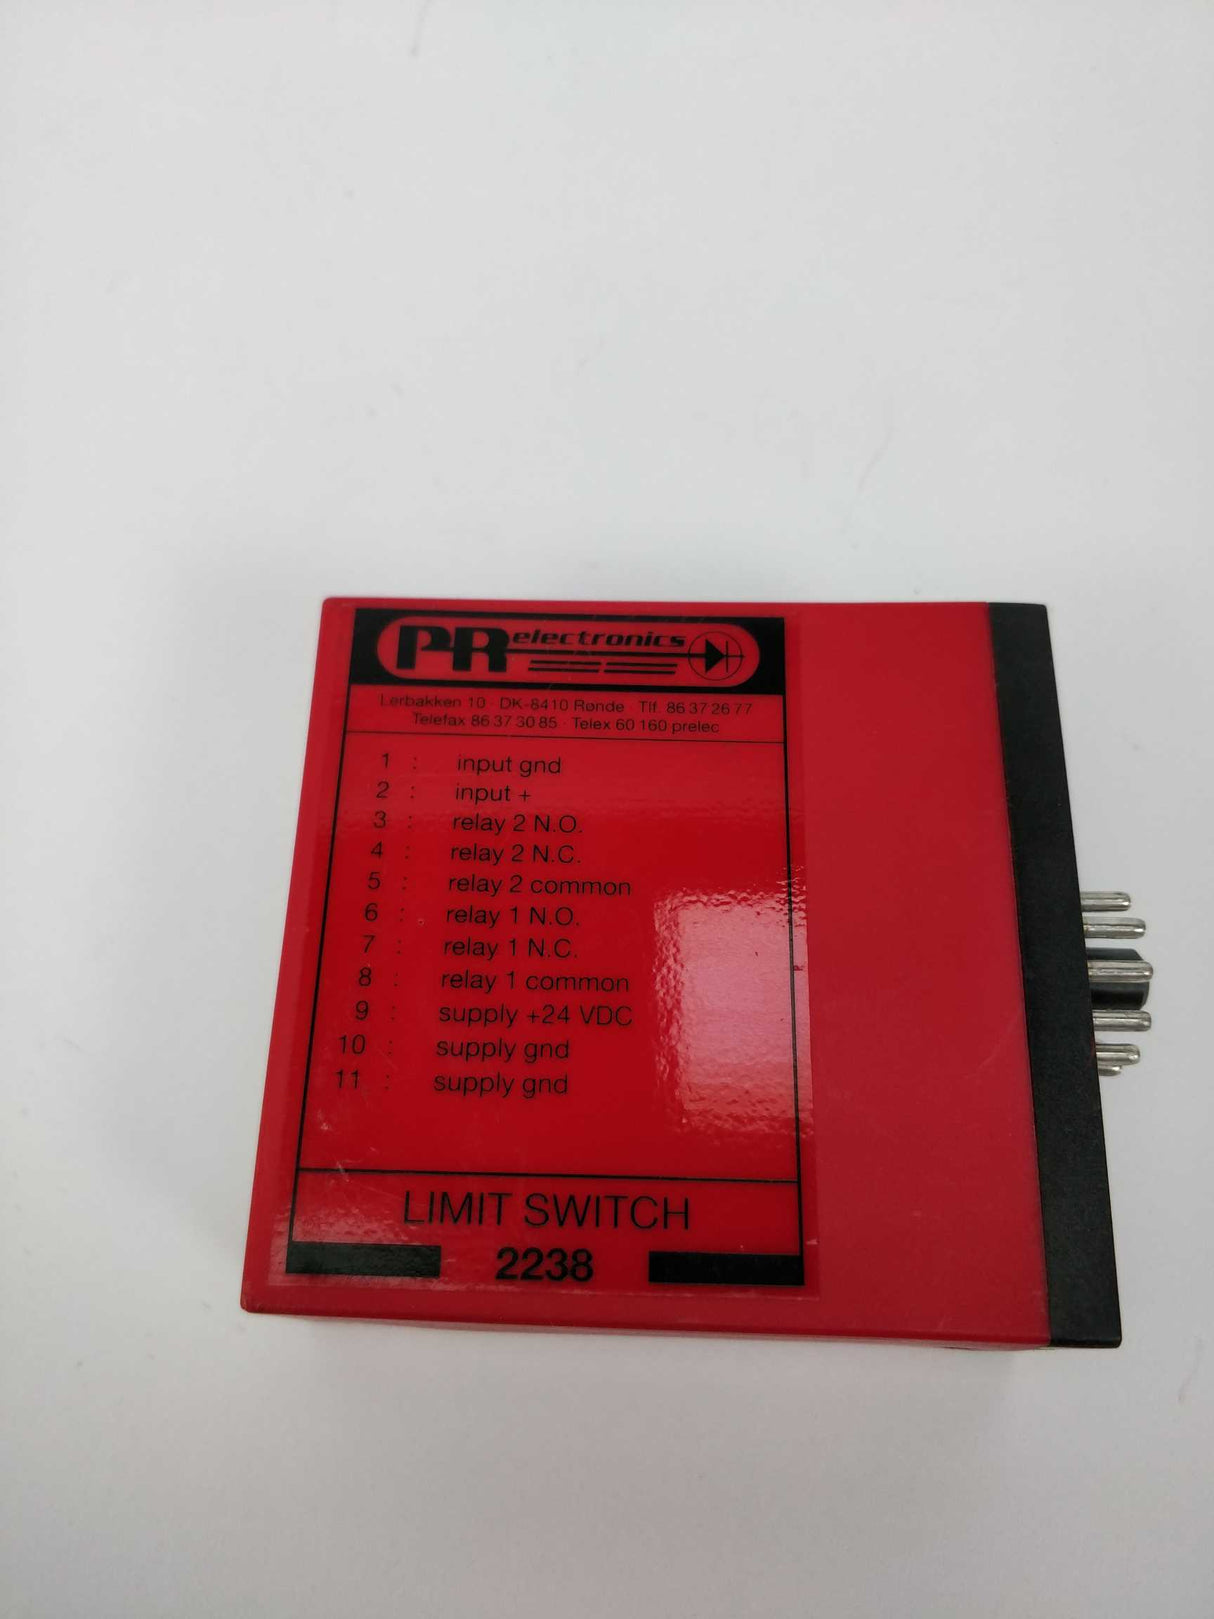 PR electronics
Lerbakken 10 · DK-8410 Rønde · Tlf. 86 37 26 77
Telefax 86 37 30 85 · Telex 60 160 prelec
1 : input gnd
2 : input +
3 : relay 2 N.O.
4 : relay 2 N.C.
5 : relay 2 common
6 : relay 1 N.O.
7 : relay 1 N.C.
8 : relay 1 common
9 : supply +24 VDC
10 : supply gnd
11 : supply gnd
LIMIT SWITCH
2238